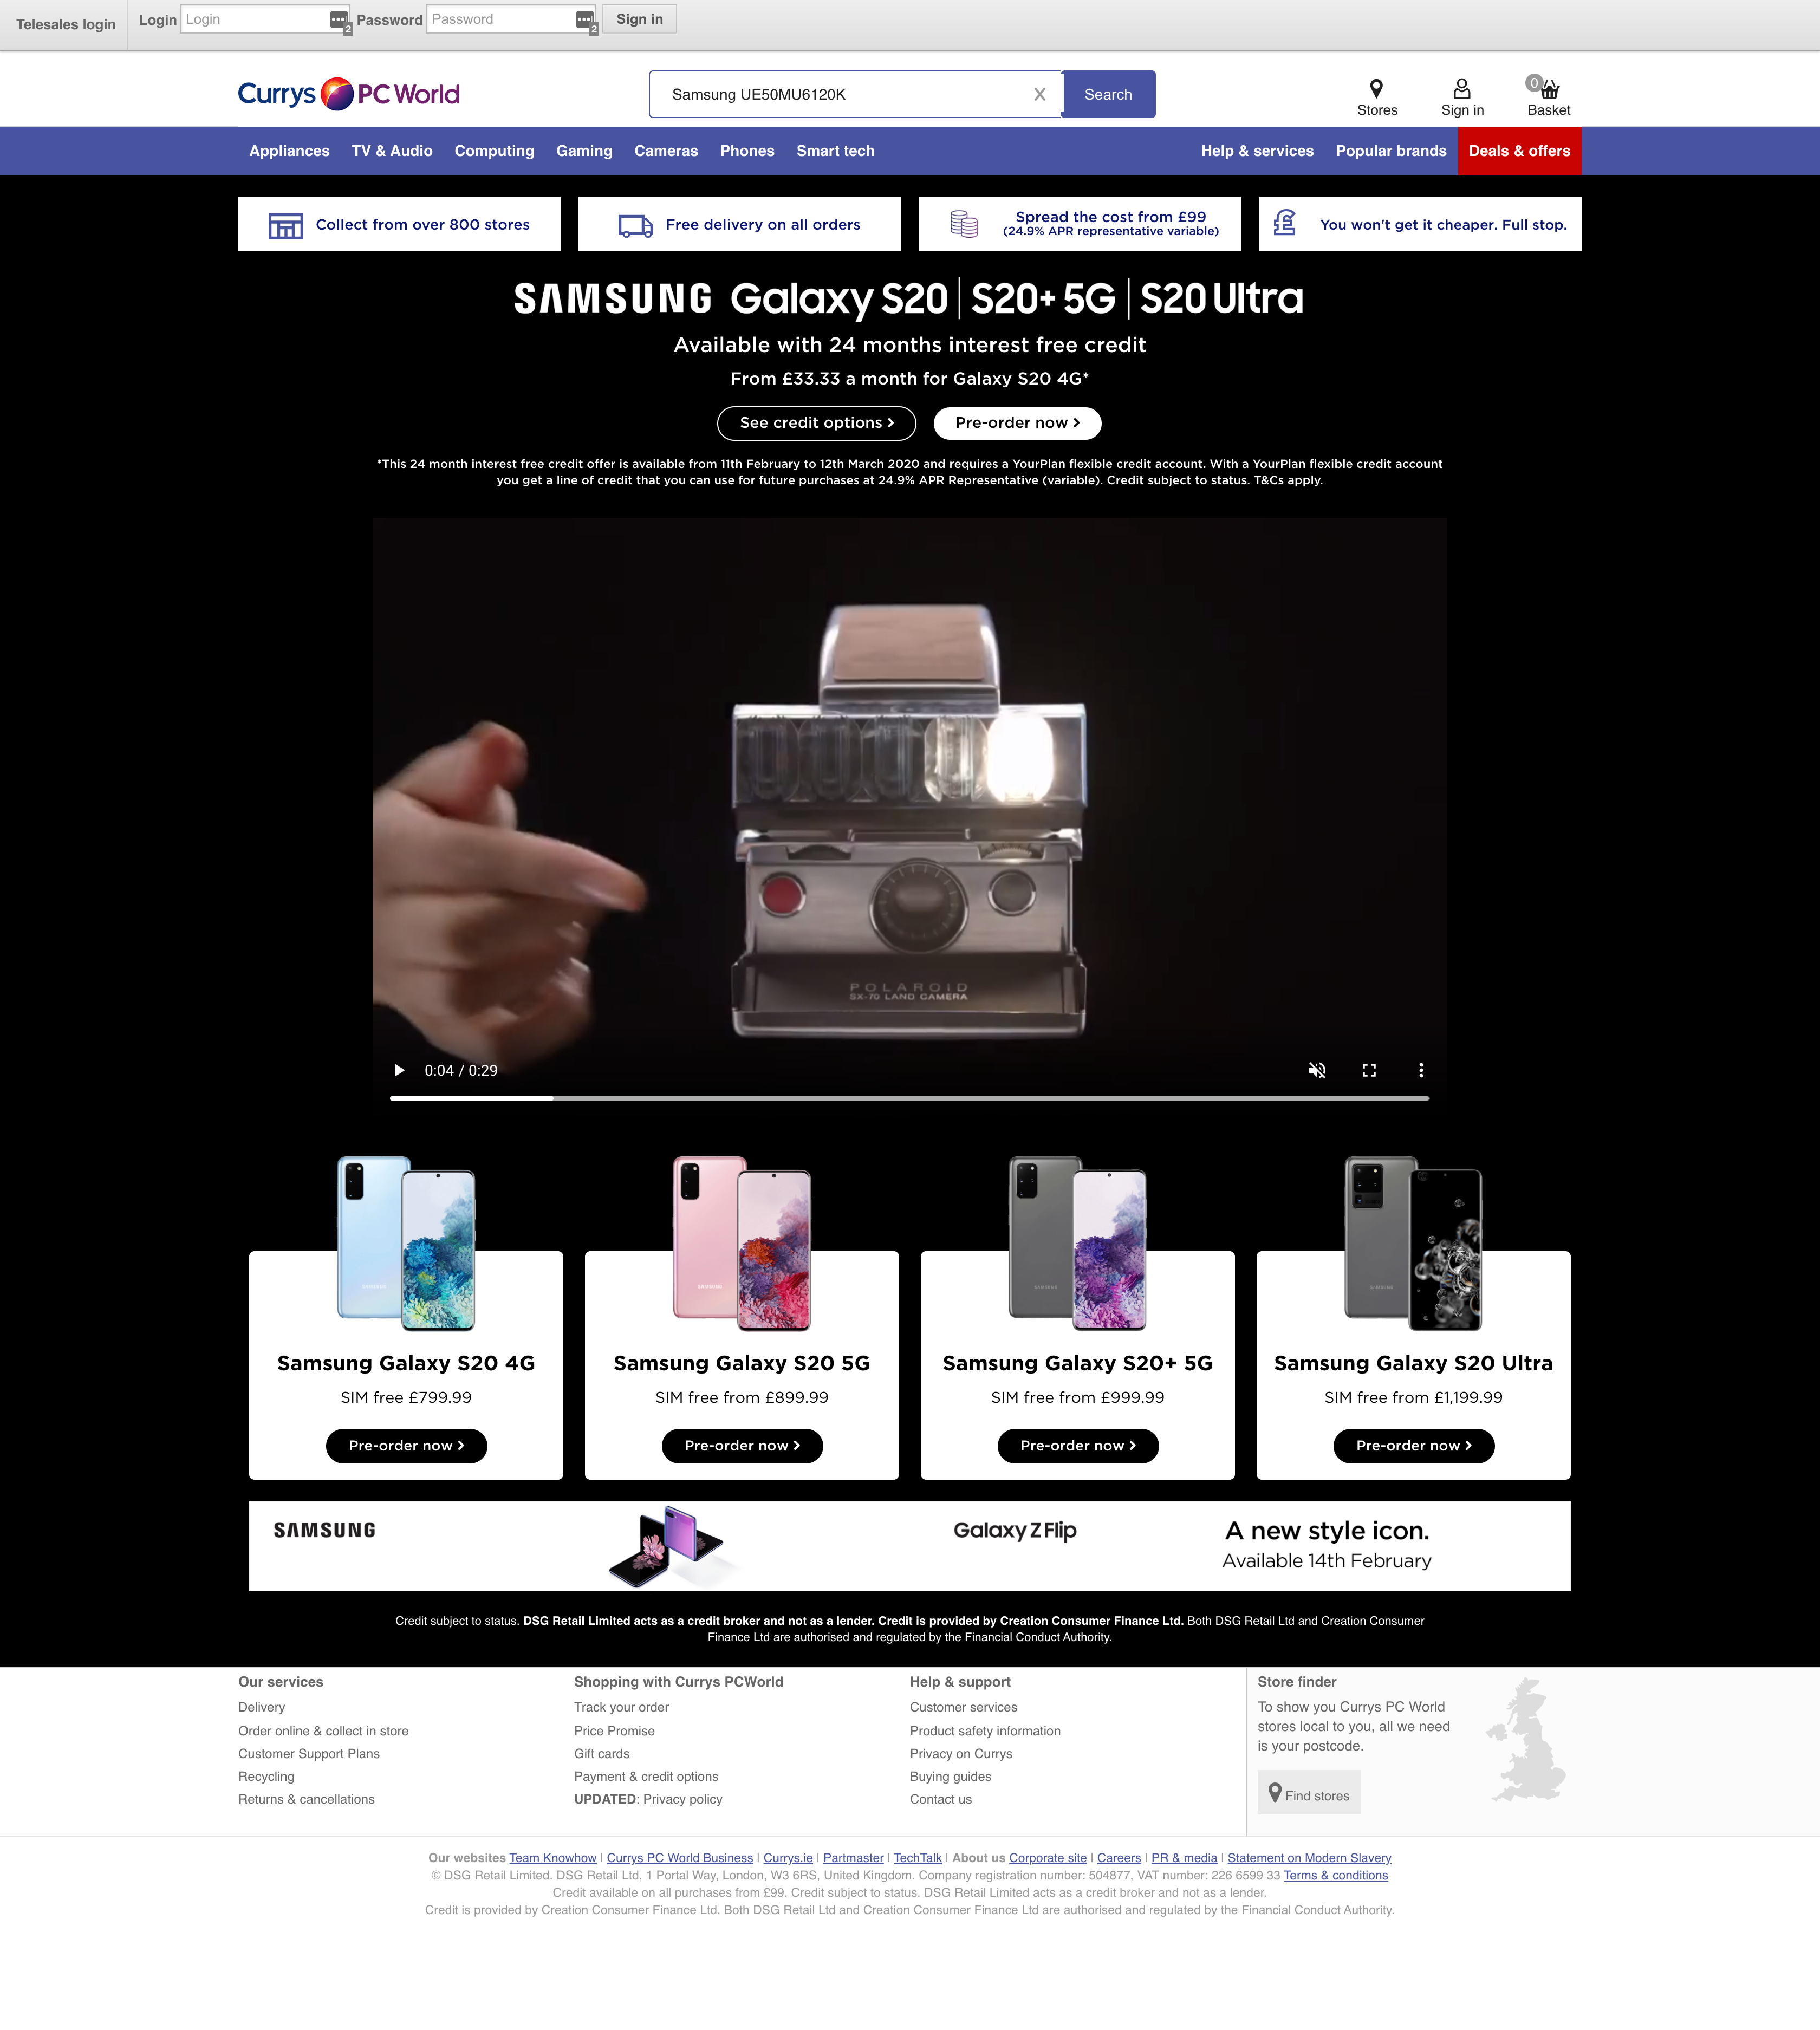 Telesales login
Login
Login
2
Password
Password
2
Sign in
Currys PC World
Samsung UE50MU6120K
X
Search
Stores
Sign in
0
Basket
Appliances
TV & Audio
Computing
Gaming
Cameras
Phones
Smart tech
Help & services
Popular brands
Deals & offers
Collect from over 800 stores
Free delivery on all orders
Spread the cost from £99
(24.9% APR representative variable)
You won't get it cheaper. Full stop.
SAMSUNG Galaxy S20 | S20+ 5G | S20 Ultra
Available with 24 months interest free credit
From £33.33 a month for Galaxy S20 4G*
See credit options
Pre-order now
*This 24 month interest free credit offer is available from 11th February to 12th March 2020 and requires a YourPlan flexible credit account. With a YourPlan flexible credit account
you get a line of credit that you can use for future purchases at 24.9% APR Representative (variable). Credit subject to status. T&Cs apply.
POLAROID
SX-70 LAND CAMERA
0:04 / 0:29
SAMSUNG
SAMSUNG
SAMSUNG
SAMSUNG
Samsung Galaxy S20 4G
SIM free £799.99
Pre-order now
Samsung Galaxy S20 5G
SIM free from £899.99
Pre-order now
Samsung Galaxy S20+ 5G
SIM free from £999.99
Pre-order now
Samsung Galaxy S20 Ultra
SIM free from £1,199.99
Pre-order now
SAMSUNG
Galaxy Z Flip
A new style icon.
Available 14th February
Credit subject to status. DSG Retail Limited acts as a credit broker and not as a lender. Credit is provided by Creation Consumer Finance Ltd. Both DSG Retail Ltd and Creation Consumer
Finance Ltd are authorised and regulated by the Financial Conduct Authority.
Our services
Delivery
Order online & collect in store
Customer Support Plans
Recycling
Returns & cancellations
Shopping with Currys PCWorld
Track your order
Price Promise
Gift cards
Payment & credit options
UPDATED: Privacy policy
Help & support
Customer services
Product safety information
Privacy on Currys
Buying guides
Contact us
Store finder
To show you Currys PC World
stores local to you, all we need
is your postcode.
Find stores
Our websites Team Knowhow | Currys PC World Business | Currys.ie | Partmaster | TechTalk | About us Corporate site | Careers | PR & media | Statement on Modern Slavery
© DSG Retail Limited. DSG Retail Ltd, 1 Portal Way, London, W3 6RS, United Kingdom. Company registration number: 504877, VAT number: 226 6599 33 Terms & conditions
Credit available on all purchases from £99. Credit subject to status. DSG Retail Limited acts as a credit broker and not as a lender.
Credit is provided by Creation Consumer Finance Ltd. Both DSG Retail Ltd and Creation Consumer Finance Ltd are authorised and regulated by the Financial Conduct Authority.